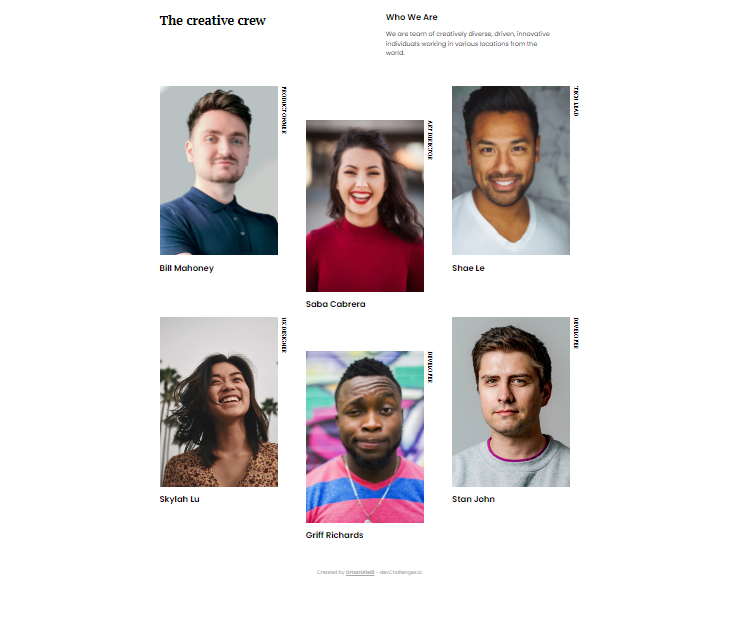 The creative crew
Who We Are
We are team of creatively diverse, driven, innovative
individuals working in various locations from the
world.
PRODUCT OWNER
Bill Mahoney
ART DIRECTOR
Saba Cabrera
TECH LEAD
Shae Le
UX DESIGNER
Skylah Lu
DEVELOPER
Griff Richards
DEVELOPER
Stan John
Created by - devChallenges.io